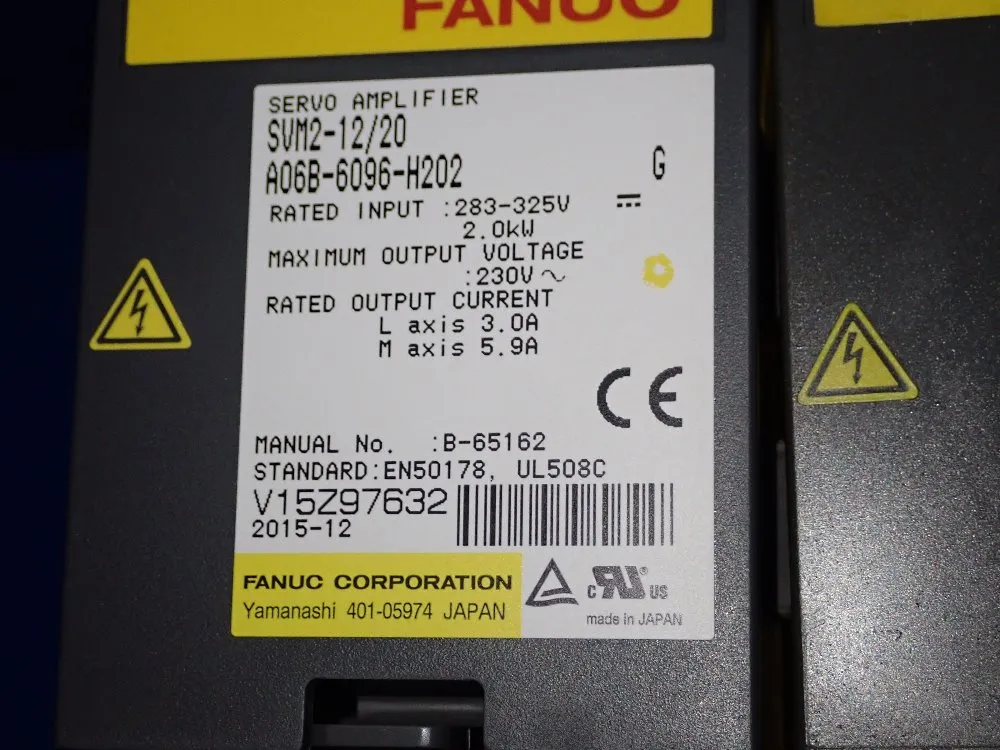 FANUC
SERVO AMPLIFIER
SVM2-12/20
A06B-6096-H202
G
RATED INPUT :283-325V ⎓
2.0kW
MAXIMUM OUTPUT VOLTAGE
:230V～
RATED OUTPUT CURRENT
L axis 3.0A
M axis 5.9A
CE
MANUAL No. :B-65162
STANDARD:EN50178, UL508C
V15Z97632
2015-12
FANUC CORPORATION
Yamanashi 401-05974 JAPAN
c RU ® US
made in JAPAN